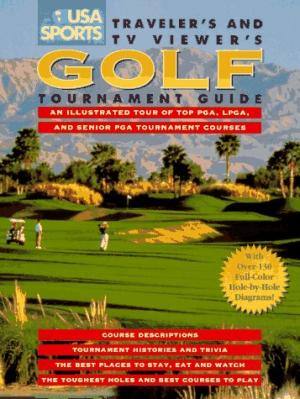 USA
SPORTS
TRAVELER'S AND
TV VIEWER'S
GOLF
TOURNAMENT GUIDE
AN ILLUSTRATED TOUR OF TOP PGA, LPGA,
AND SENIOR PGA TOURNAMENT COURSES
With
Over 130
Full-Color
Hole-by-Hole
Diagrams!
COURSE DESCRIPTIONS
TOURNAMENT HISTORIES AND TRIVIA
THE BEST PLACES TO STAY, EAT AND WATCH
THE TOUGHEST HOLES AND BEST COURSES TO PLAY